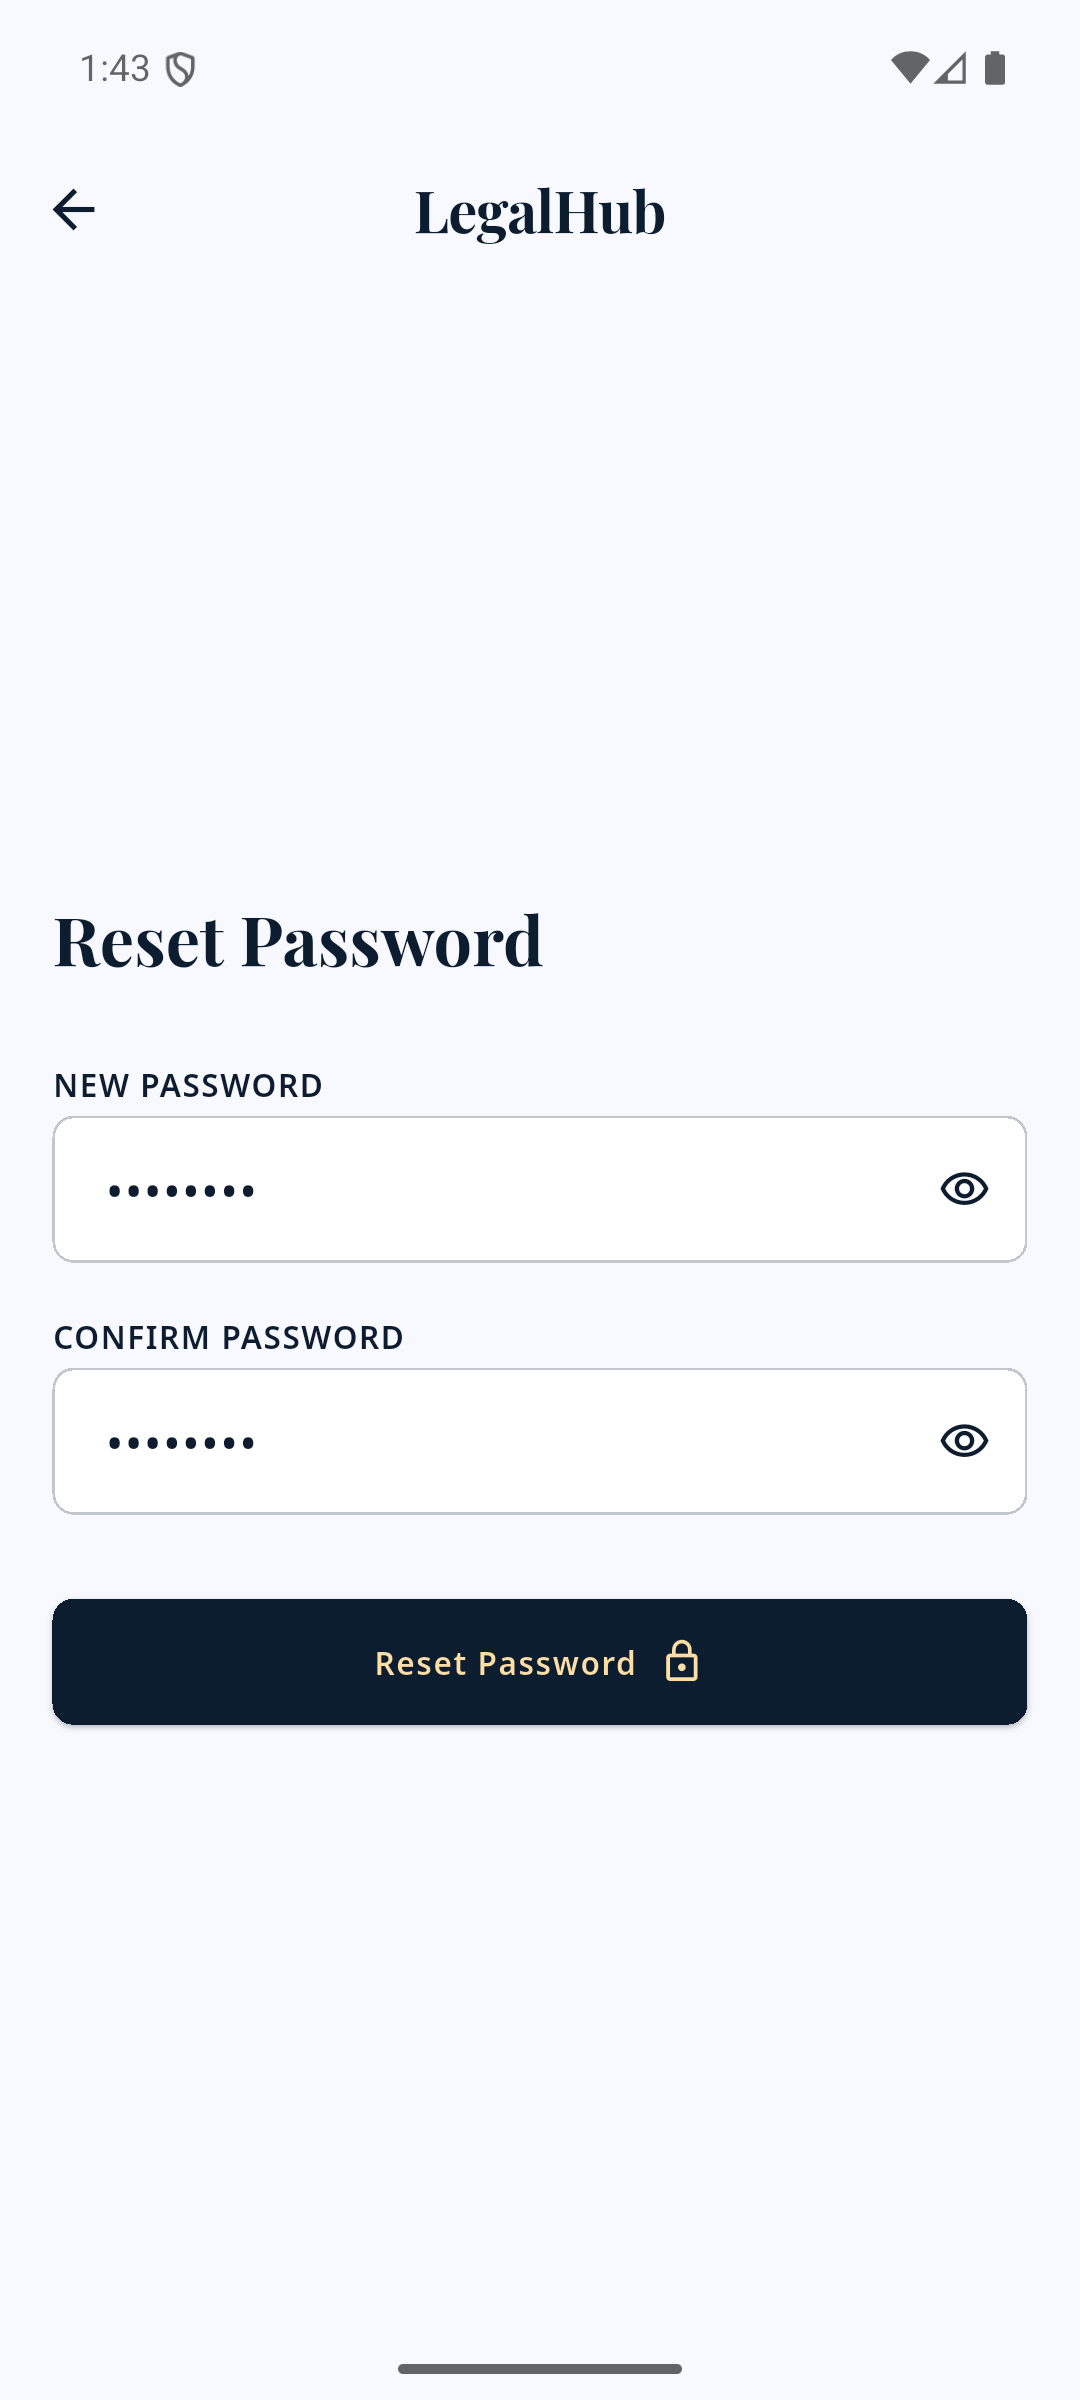 1:43
LegalHub
Reset Password
NEW PASSWORD
••••••••
CONFIRM PASSWORD
••••••••
Reset Password